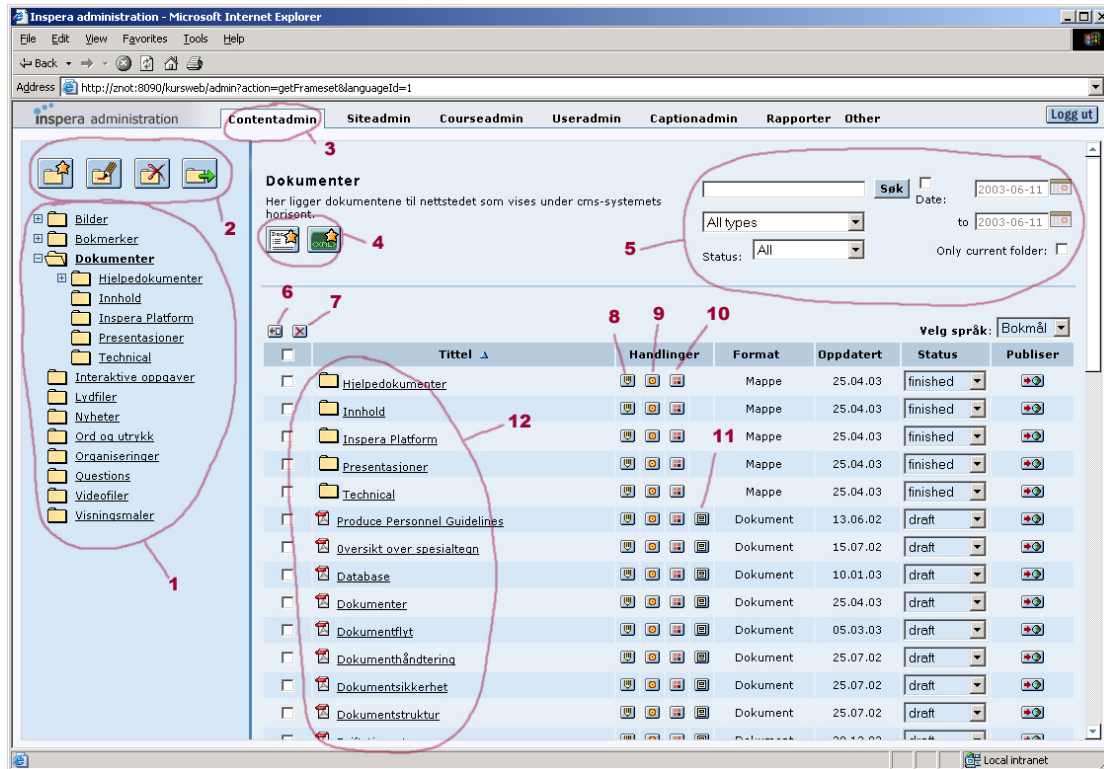 Inspera administration - Microsoft Internet Explorer
File Edit View Favorites Tools Help
Back
Address http://znot:8090/kursweb/admin?action=getFrameset&languageId=1
inspera administration Contentadmin Siteadmin Courseadmin Useradmin Captionadmin Rapporter Other Logg ut
3
2
Bilder
Bokmerker
Dokumenter
Hjelpedokumenter
Innhold
Inspera Platform
Presentasjoner
Technical
Interaktive oppgaver
Lydfiler
Nyheter
Ord og utrykk
Organiseringer
Questions
Videofiler
Visningsmaler
1
Dokumenter
Her ligger dokumentene til nettstedet som vises under cms-systemets
horisont.
4
Søk Date: 2003-06-11
All types to 2003-06-11
5 Status: All Only current folder:
6 7 8 9 10
Velg språk: Bokmål
Tittel Handlinger Format Oppdatert Status Publiser
Hjelpedokumenter Mappe 25.04.03 finished
Innhold Mappe 25.04.03 finished
12
Inspera Platform Mappe 25.04.03 finished
11
Presentasjoner Mappe 25.04.03 finished
Technical Mappe 25.04.03 finished
Produce Personnel Guidelines Dokument 13.06.02 draft
Oversikt over spesialtegn Dokument 15.07.02 draft
Database Dokument 10.01.03 draft
Dokumenter Dokument 25.04.03 draft
Dokumentflyt Dokument 05.03.03 draft
Dokumenthåndtering Dokument 25.07.02 draft
Dokumentsikkerhet Dokument 25.07.02 draft
Dokumentstruktur Dokument 25.07.02 draft
Local intranet